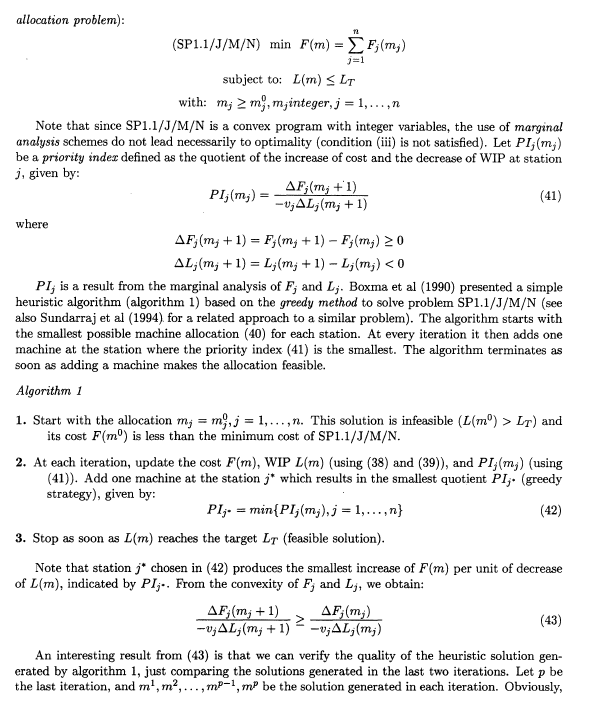 allocation problem):
(SP1.1/J/M/N) min F(m) = \sum_{j=1}^{n} F_j(m_j)
subject to: L(m) ≤ L_T
with: m_j ≥ m_j^0, m_j integer, j = 1, . . . , n
Note that since SP1.1/J/M/N is a convex program with integer variables, the use of marginal
analysis schemes do not lead necessarily to optimality (condition (iii) is not satisfied). Let PI_j(m_j)
be a priority index defined as the quotient of the increase of cost and the decrease of WIP at station
j, given by:
PI_j(m_j) = \frac{ΔF_j(m_j + 1)}{-v_jΔL_j(m_j + 1)} (41)
where
ΔF_j(m_j + 1) = F_j(m_j + 1) − F_j(m_j) ≥ 0
ΔL_j(m_j + 1) = L_j(m_j + 1) − L_j(m_j) < 0
PI_j is a result from the marginal analysis of F_j and L_j. Boxma et al (1990) presented a simple
heuristic algorithm (algorithm 1) based on the greedy method to solve problem SP1.1/J/M/N (see
also Sundarraj et al (1994) for a related approach to a similar problem). The algorithm starts with
the smallest possible machine allocation (40) for each station. At every iteration it then adds one
machine at the station where the priority index (41) is the smallest. The algorithm terminates as
soon as adding a machine makes the allocation feasible.
Algorithm 1
1. Start with the allocation m_j = m_j^0, j = 1, . . . , n. This solution is infeasible (L(m^0) > L_T) and
its cost F(m^0) is less than the minimum cost of SP1.1/J/M/N.
2. At each iteration, update the cost F(m), WIP L(m) (using (38) and (39)), and PI_j(m_j) (using
(41)). Add one machine at the station j* which results in the smallest quotient PI_{j*} (greedy
strategy), given by:
PI_{j*} = min{PI_j(m_j), j = 1, . . . , n} (42)
3. Stop as soon as L(m) reaches the target L_T (feasible solution).
Note that station j* chosen in (42) produces the smallest increase of F(m) per unit of decrease
of L(m), indicated by PI_{j*}. From the convexity of F_j and L_j, we obtain:
\frac{ΔF_j(m_j + 1)}{-v_jΔL_j(m_j + 1)} ≥ \frac{ΔF_j(m_j)}{-v_jΔL_j(m_j)} (43)
An interesting result from (43) is that we can verify the quality of the heuristic solution gen-
erated by algorithm 1, just comparing the solutions generated in the last two iterations. Let p be
the last iteration, and m^1, m^2, . . . , m^{p−1}, m^p be the solution generated in each iteration. Obviously,